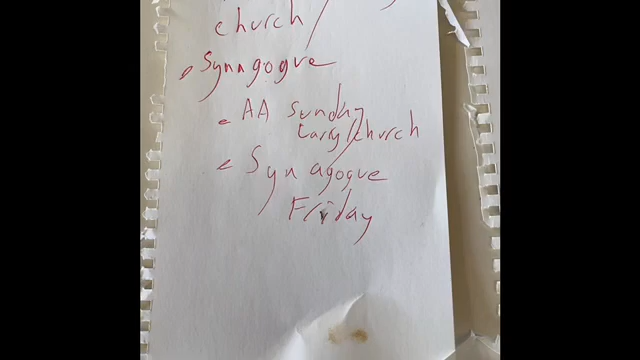 church/
Synagogue
AA Sunday
Early/church
Synagogue
Friday